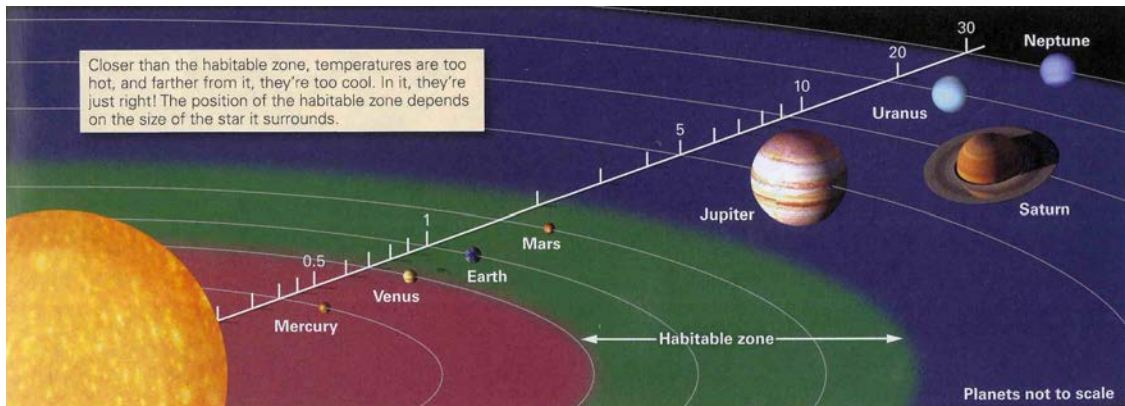 Closer than the habitable zone, temperatures are too
hot, and farther from it, they're too cool. In it, they're
just right! The position of the habitable zone depends
on the size of the star it surrounds.
30
Neptune
20
10
Uranus
5
Saturn
Jupiter
1
Mars
0.5
Earth
Venus
Mercury
Habitable zone
Planets not to scale